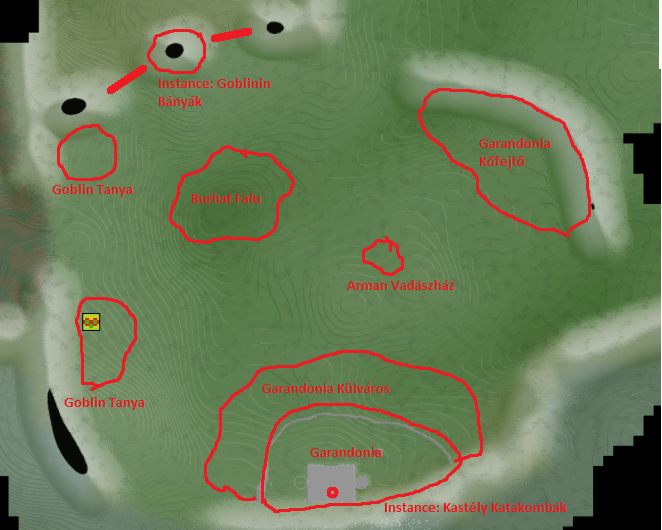 Instance: Goblinin
Bányák
Garandonia
Kőfejtő
Goblin Tanya
Burhat Falu
Arman Vadászház
Garandonia Külváros
Goblin Tanya
Garandonia
Instance: Kastély Katakombák